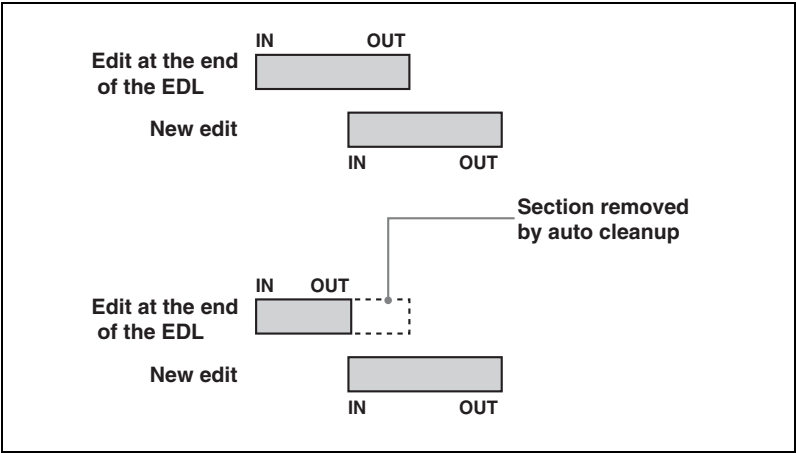 IN OUT
Edit at the end
of the EDL
New edit
IN OUT
Section removed
by auto cleanup
IN OUT
Edit at the end
of the EDL
New edit
IN OUT